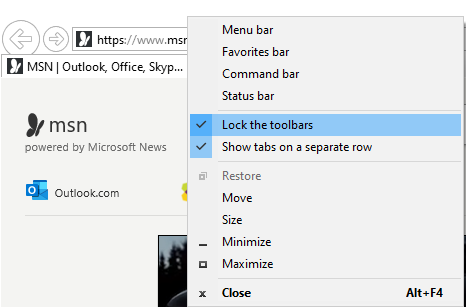 https://www.msn
MSN | Outlook, Office, Skyp...
msn
powered by Microsoft News
Outlook.com
Menu bar
Favorites bar
Command bar
Status bar
Lock the toolbars
Show tabs on a separate row
Restore
Move
Size
Minimize
Maximize
Close Alt+F4